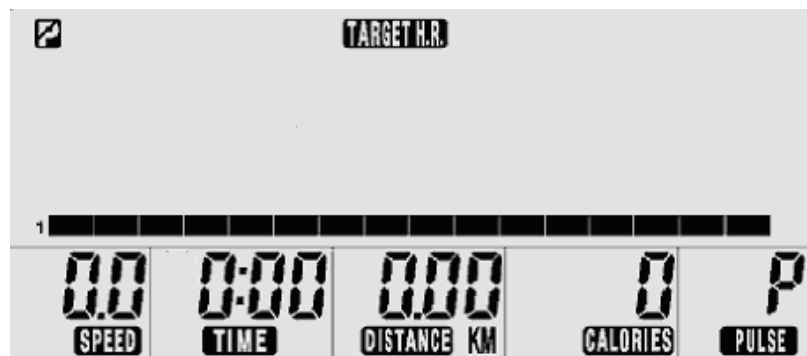 P TARGET H.R.
1
0.0 0:00 0.00 0 P
SPEED TIME DISTANCE KM CALORIES PULSE